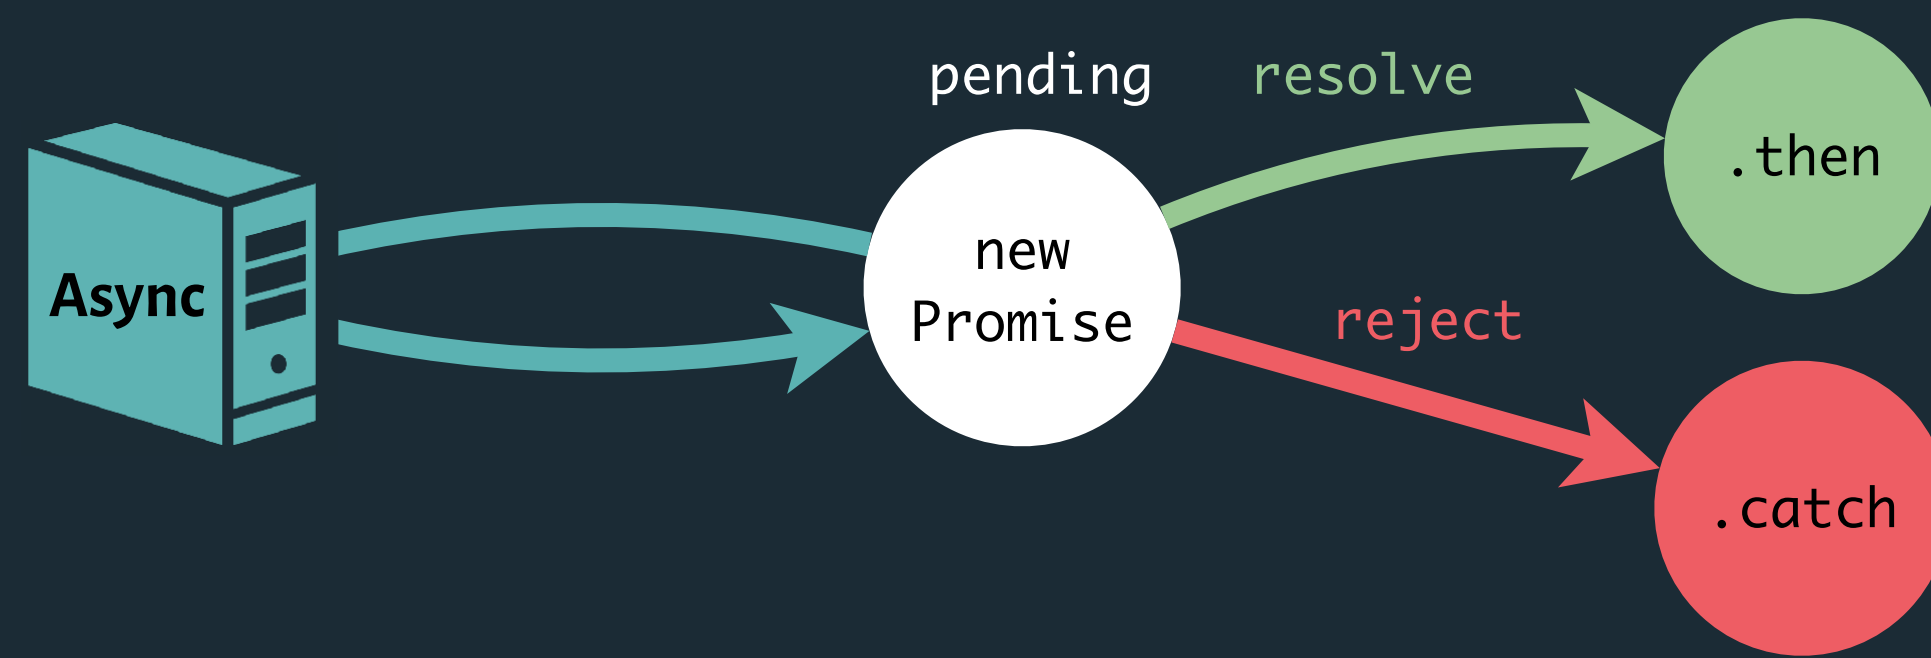 pending
resolve
.then
Async
new
Promise
reject
.catch